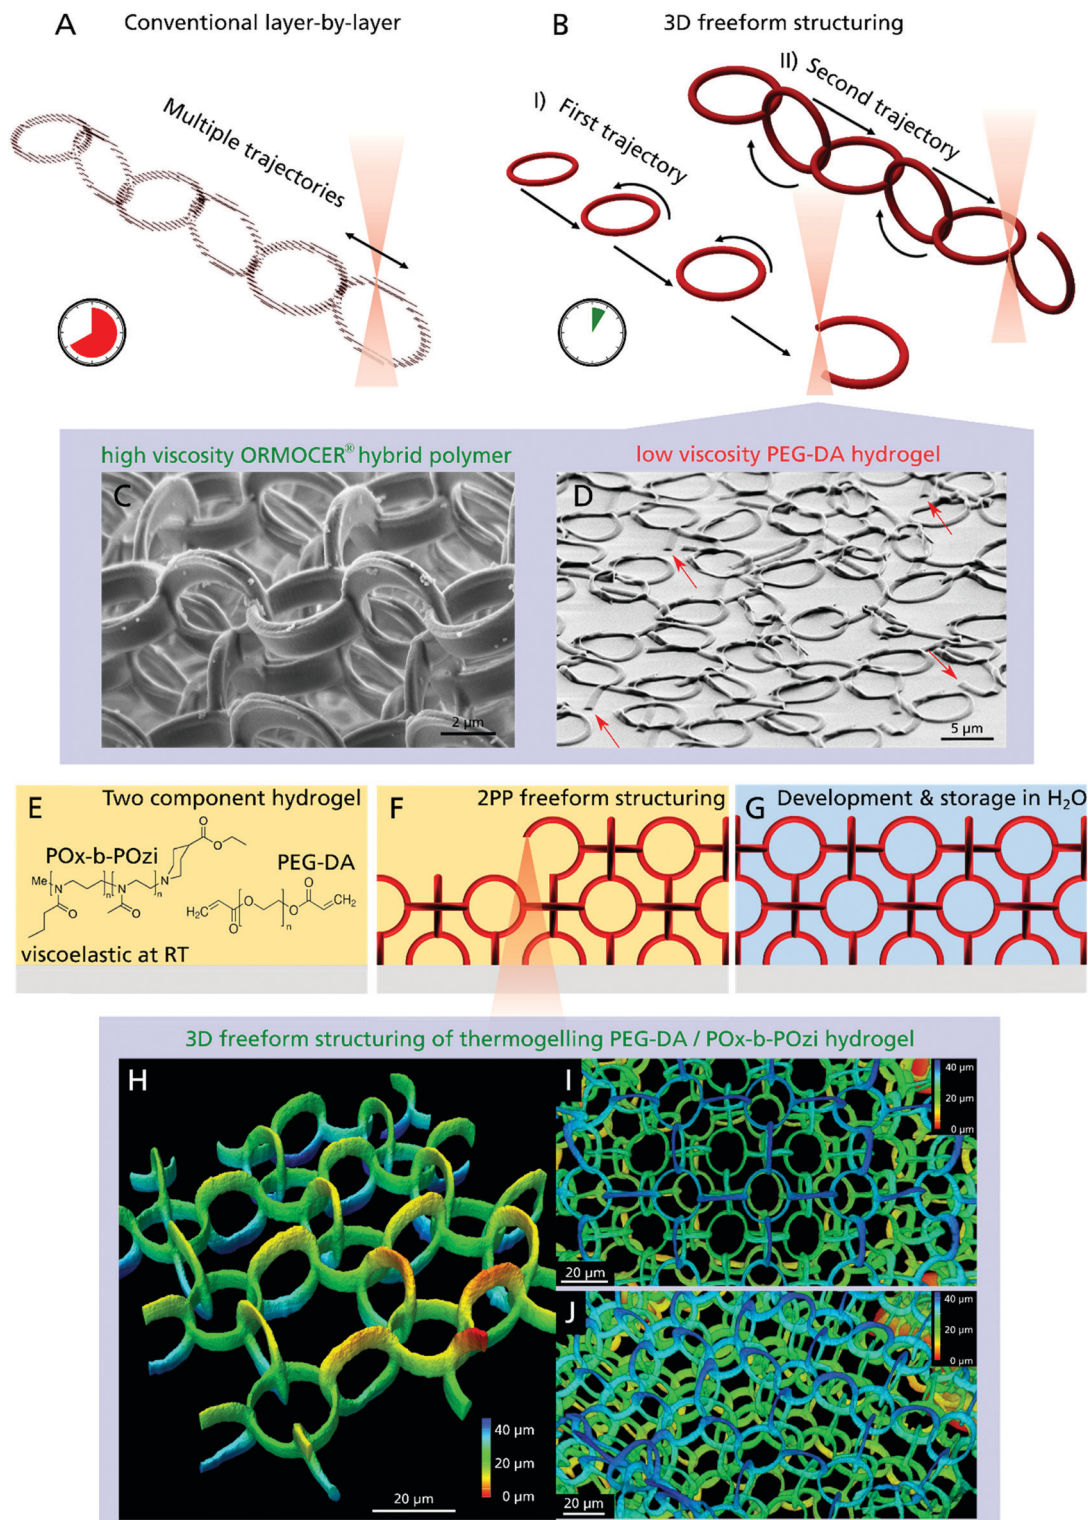 A
Conventional layer-by-layer
Multiple trajectories
B
3D freeform structuring
I) First trajectory
II) Second trajectory
high viscosity ORMOCER® hybrid polymer
low viscosity PEG-DA hydrogel
C
2 µm
D
5 µm
E
Two component hydrogel
POx-b-POzi
PEG-DA
O
O
Me
N
n
N
n
N
O
O
H₂C
O
O
O
O
n
O
CH₂
viscoelastic at RT
F
2PP freeform structuring
G
Development & storage in H₂O
3D freeform structuring of thermogelling PEG-DA / POx-b-POzi hydrogel
H
40 µm
20 µm
0 µm
20 µm
I
40 µm
20 µm
0 µm
20 µm
J
40 µm
20 µm
0 µm
20 µm